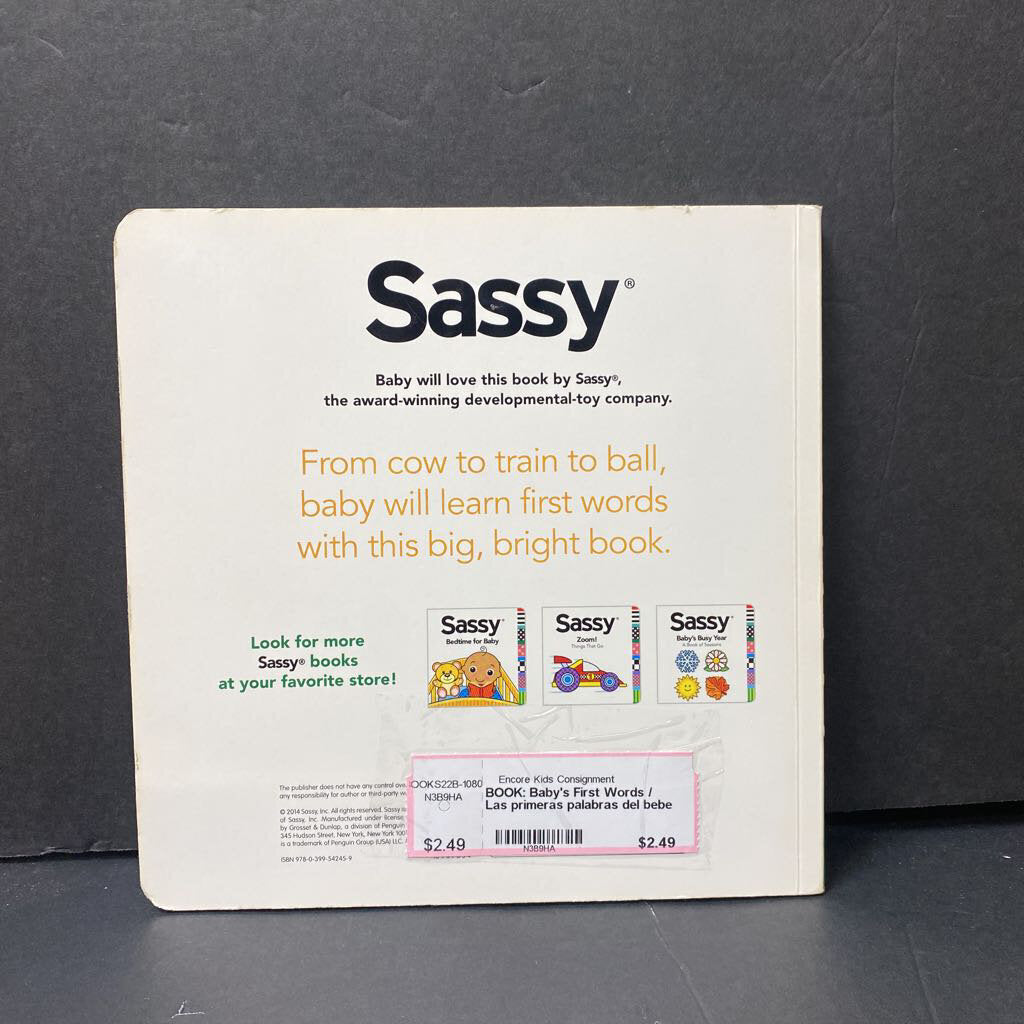 Sassy®
Baby will love this book by Sassy®,
the award-winning developmental-toy company.
From cow to train to ball,
baby will learn first words
with this big, bright book.
Look for more
Sassy® books
at your favorite store!
Sassy
Bedtime for Baby
Sassy
Zoom!
Things That Go
Sassy
Baby's Busy Year
A Book of Seasons
The publisher does not have any control ove
any responsibility for author or third-party w
© 2014 Sassy, Inc. All rights reserved. Sassy
of Sassy, Inc. Manufactured under license
by Grosset & Dunlap, a division of Penguin
345 Hudson Street, New York, New York 100
is a trademark of Penguin Group (USA) LLC.
ISBN 978-0-399-54245-9
OOKS22B-1080
N3B9HA
$2.49
Encore Kids Consignment
BOOK: Baby's First Words /
Las primeras palabras del bebe
N3B9HA
$2.49